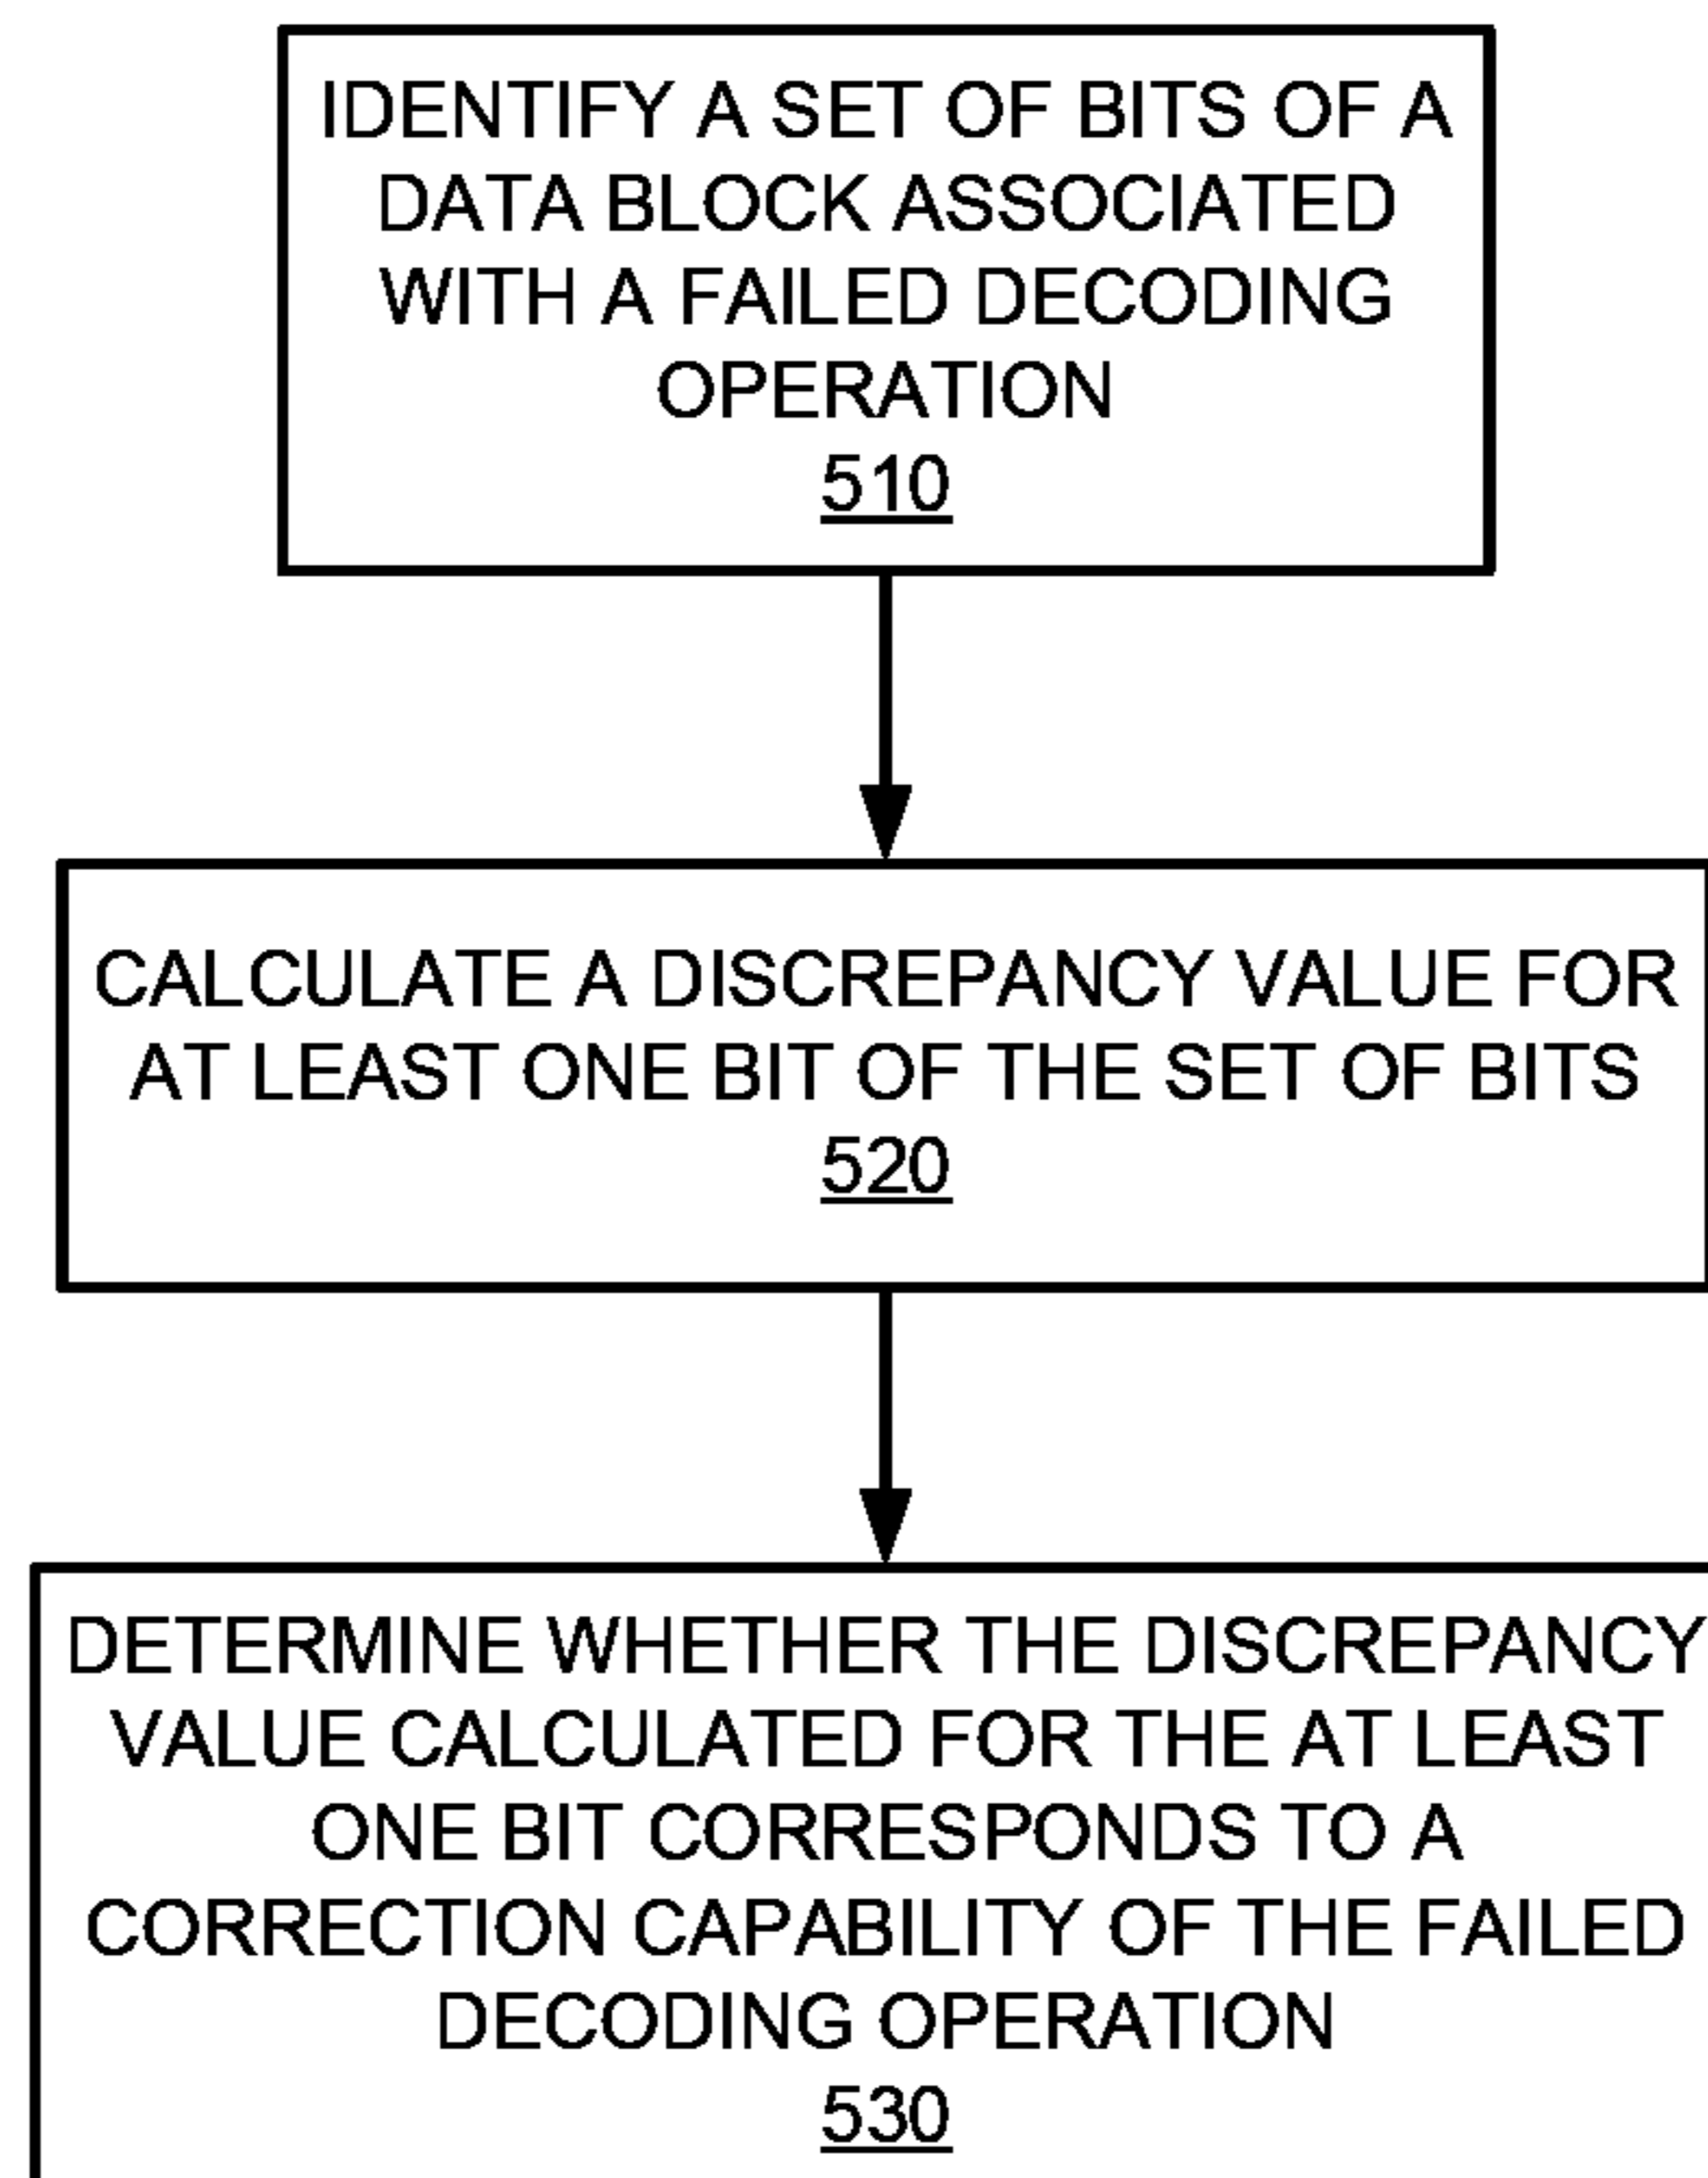 IDENTIFY A SET OF BITS OF A
DATA BLOCK ASSOCIATED
WITH A FAILED DECODING
OPERATION
510
CALCULATE A DISCREPANCY VALUE FOR
AT LEAST ONE BIT OF THE SET OF BITS
520
DETERMINE WHETHER THE DISCREPANCY
VALUE CALCULATED FOR THE AT LEAST
ONE BIT CORRESPONDS TO A
CORRECTION CAPABILITY OF THE FAILED
DECODING OPERATION
530